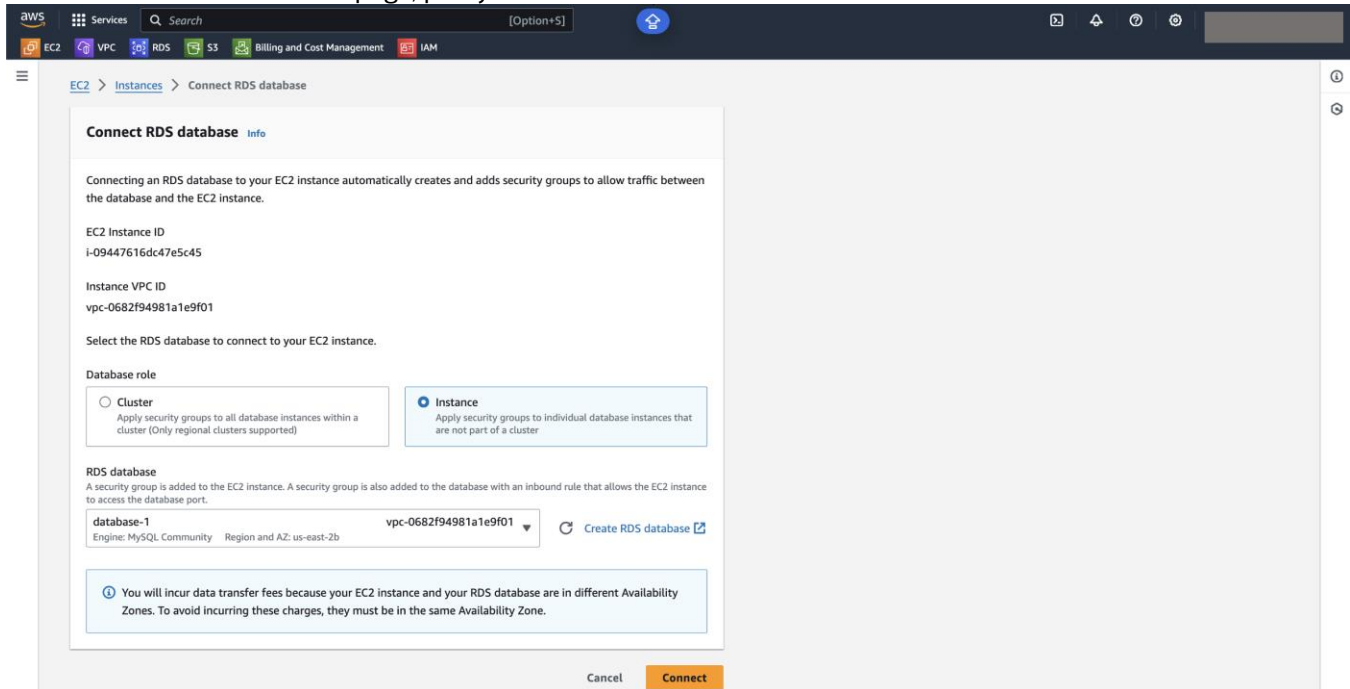 aws Services Search [Option+S]
EC2 VPC RDS S3 Billing and Cost Management IAM
EC2 > Instances > Connect RDS database
Connect RDS database Info
Connecting an RDS database to your EC2 instance automatically creates and adds security groups to allow traffic between
the database and the EC2 instance.
EC2 Instance ID
i-09447616dc47e5c45
Instance VPC ID
vpc-0682f94981a1e9f01
Select the RDS database to connect to your EC2 instance.
Database role
Cluster
Apply security groups to all database instances within a
cluster (Only regional clusters supported)
Instance
Apply security groups to individual database instances that
are not part of a cluster
RDS database
A security group is added to the EC2 instance. A security group is also added to the database with an inbound rule that allows the EC2 instance
to access the database port.
database-1 vpc-0682f94981a1e9f01
Engine: MySQL Community Region and AZ: us-east-2b
Create RDS database
You will incur data transfer fees because your EC2 instance and your RDS database are in different Availability
Zones. To avoid incurring these charges, they must be in the same Availability Zone.
Cancel Connect